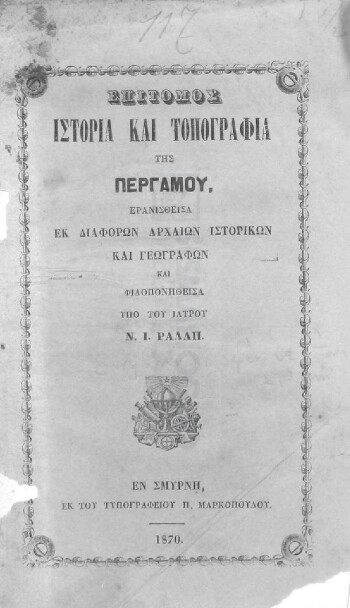 117
ΕΠΙΤΟΜΟΣ
ΙΣΤΟΡΙΑ ΚΑΙ ΤΟΠΟΓΡΑΦΙΑ
ΤΗΣ
ΠΕΡΓΑΜΟΥ,
ΕΡΑΝΙΣΘΕΙΣΑ
ΕΚ ΔΙΑΦΟΡΩΝ ΑΡΧΑΙΩΝ ΙΣΤΟΡΙΚΩΝ
ΚΑΙ ΓΕΩΓΡΑΦΩΝ
ΚΑΙ
ΦΙΛΟΠΟΝΗΘΕΙΣΑ
ΥΠΟ ΤΟΥ ΙΑΤΡΟΥ
Ν. Ι. ΡΑΛΛΗ.
ΕΝ ΣΜΥΡΝΗ,
ΕΚ ΤΟΥ ΤΥΠΟΓΡΑΦΕΙΟΥ Π, ΜΑΡΚΟΠΟΥΛΟΥ.
1870.